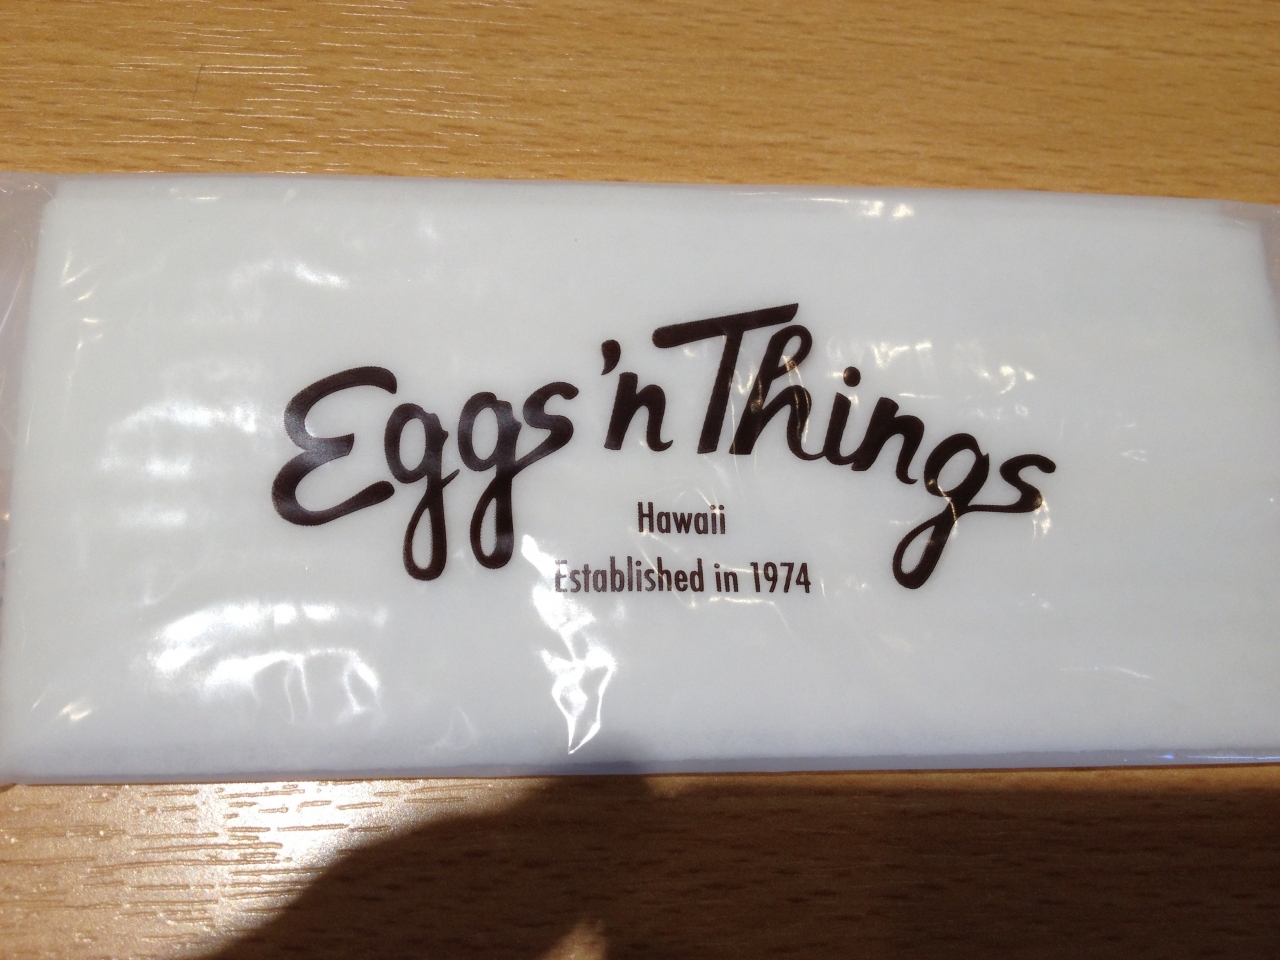 Eggs 'n Things
Hawaii
Established in 1974